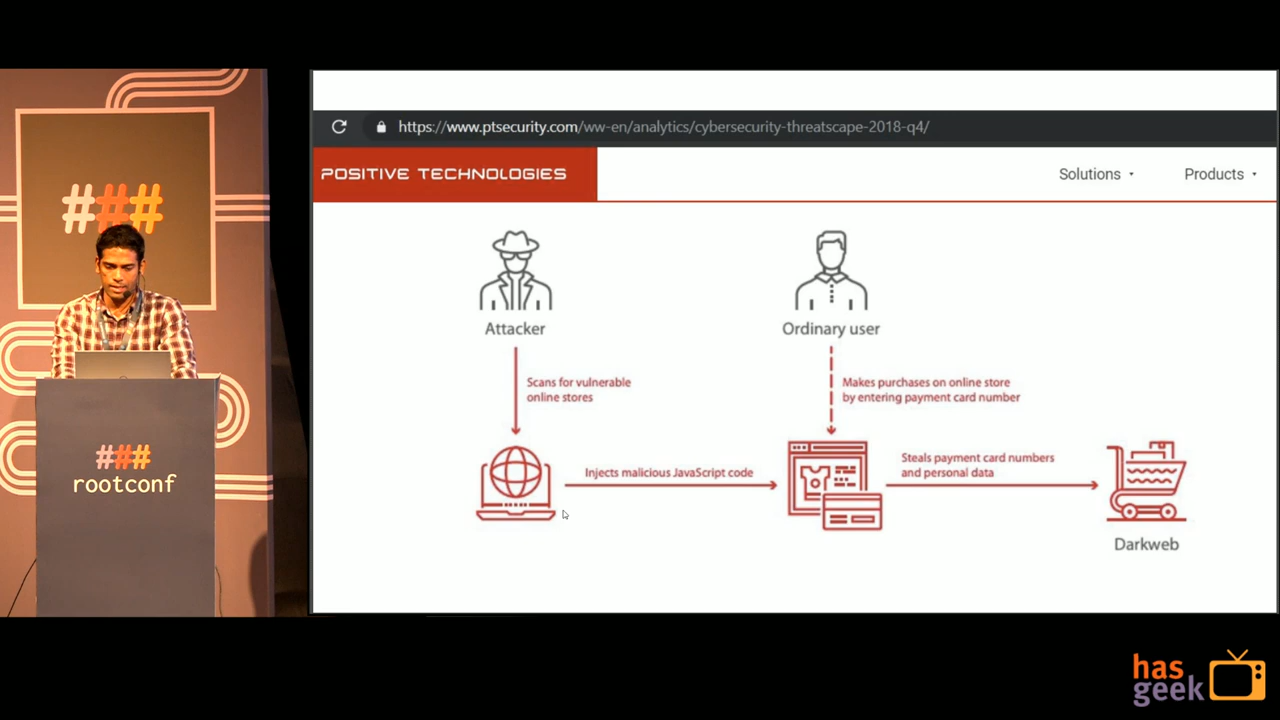 ###
###
rootconf
https://www.ptsecurity.com/ww-en/analytics/cybersecurity-threatscape-2018-q4/
POSITIVE TECHNOLOGIES
Solutions
Products
Attacker
Ordinary user
Scans for vulnerable
online stores
Makes purchases on online store
by entering payment card number
Injects malicious JavaScript code
Steals payment card numbers
and personal data
Darkweb
has
geek